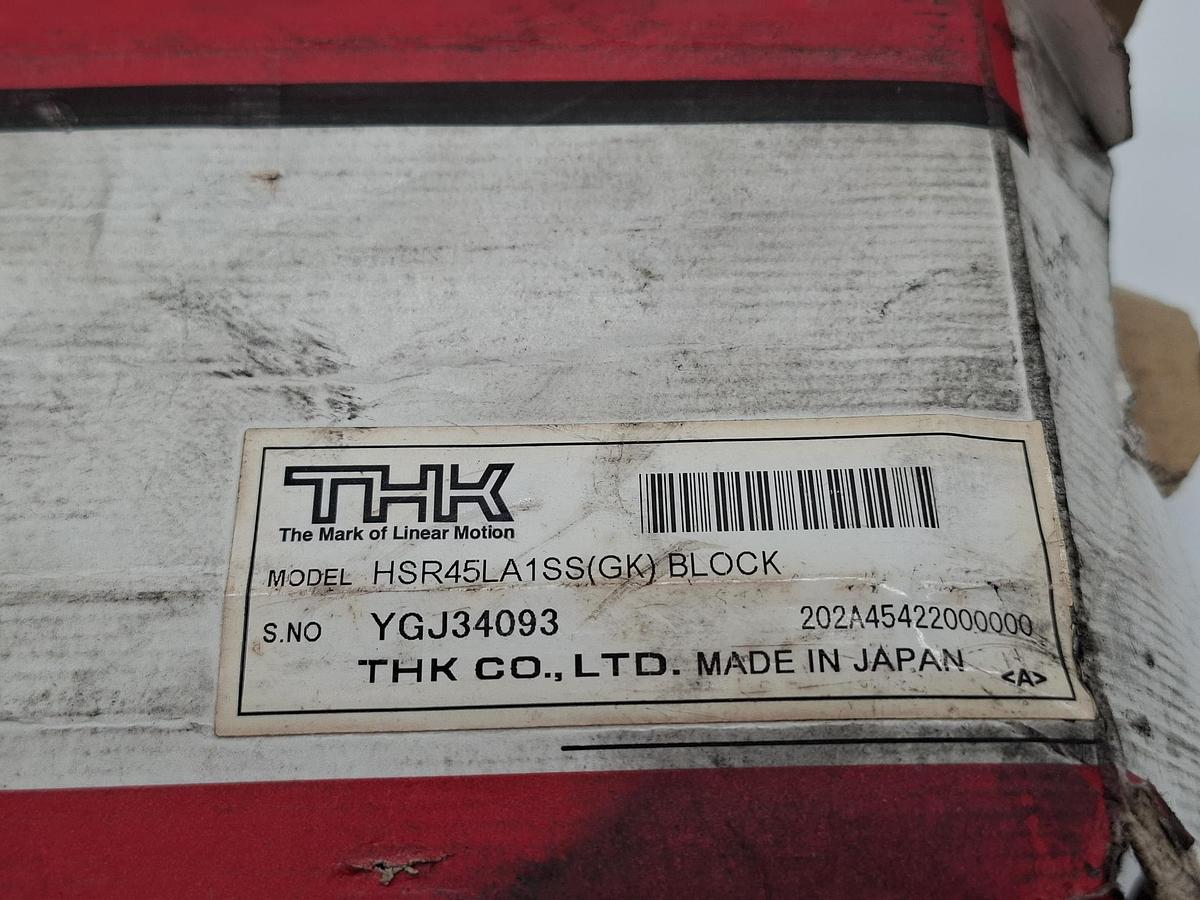 THK
The Mark of Linear Motion
MODEL HSR45LA1SS(GK) BLOCK
S.NO YGJ34093 202A45422000000
THK CO., LTD. MADE IN JAPAN
<A>